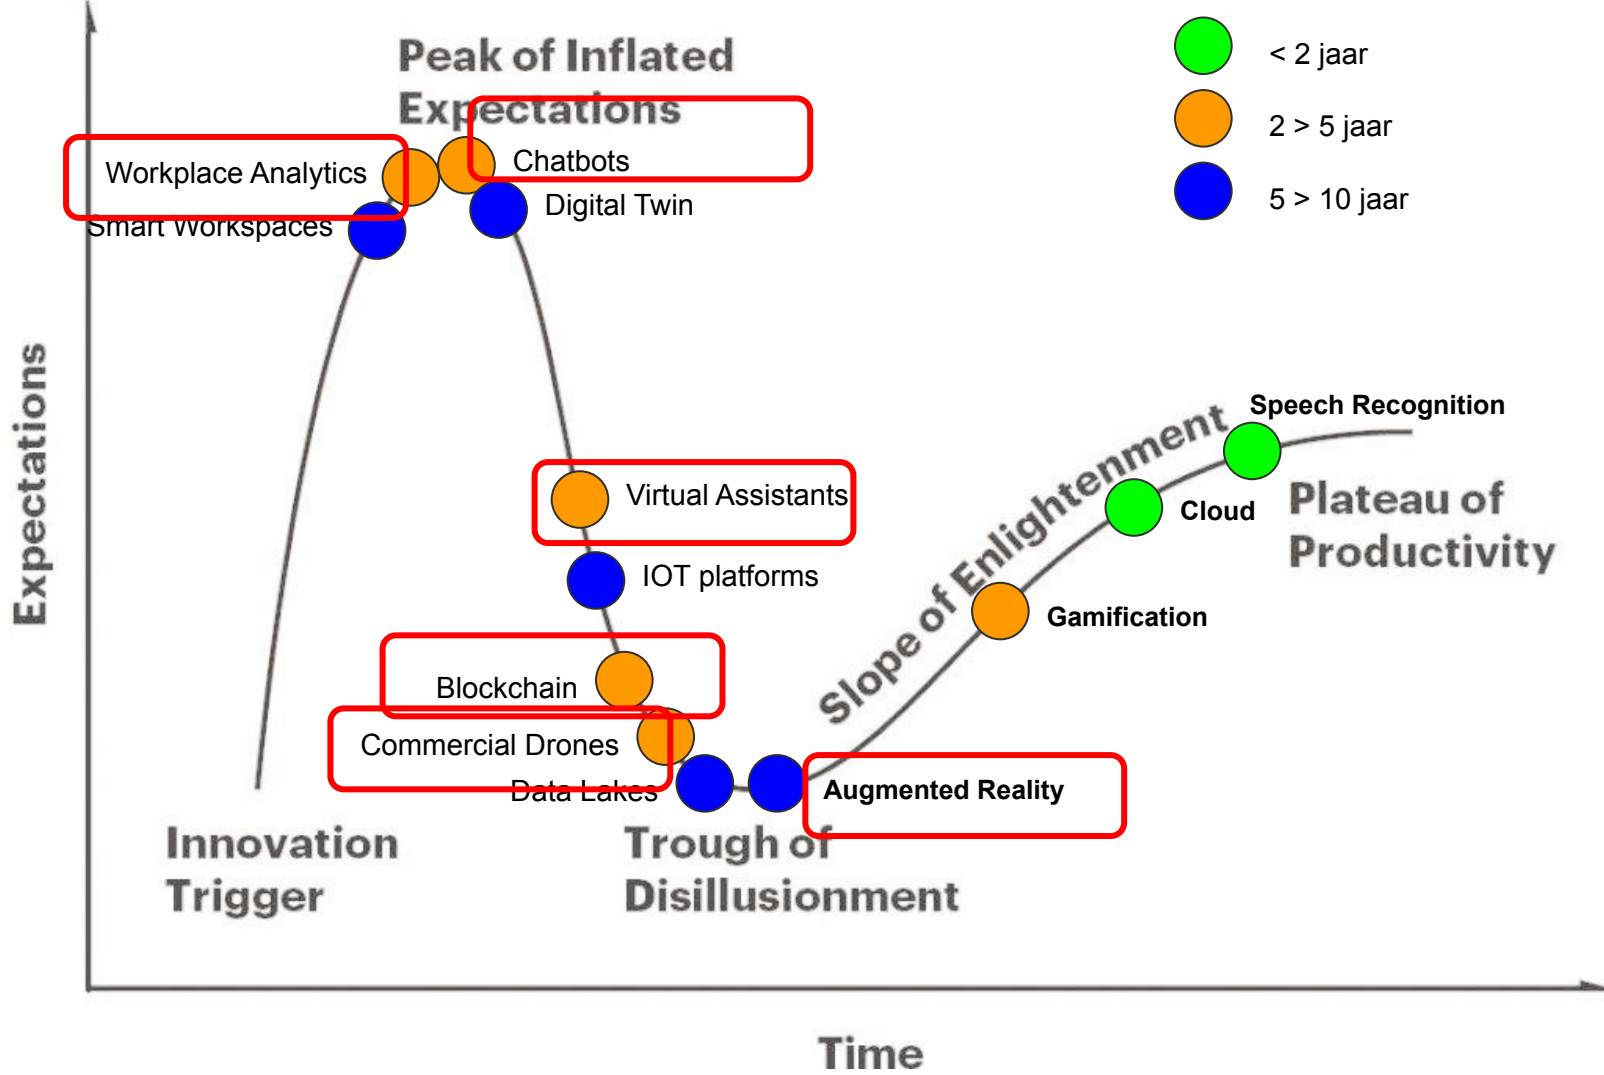 Peak of Inflated
Expectations
< 2 jaar
2 > 5 jaar
5 > 10 jaar
Workplace Analytics
Chatbots
Smart Workspaces
Digital Twin
Expectations
Speech Recognition
Virtual Assistants
Slope of Enlightenment
Cloud
Plateau of
Productivity
IOT platforms
Gamification
Blockchain
Commercial Drones
Data Lakes
Augmented Reality
Innovation
Trigger
Trough of
Disillusionment
Time